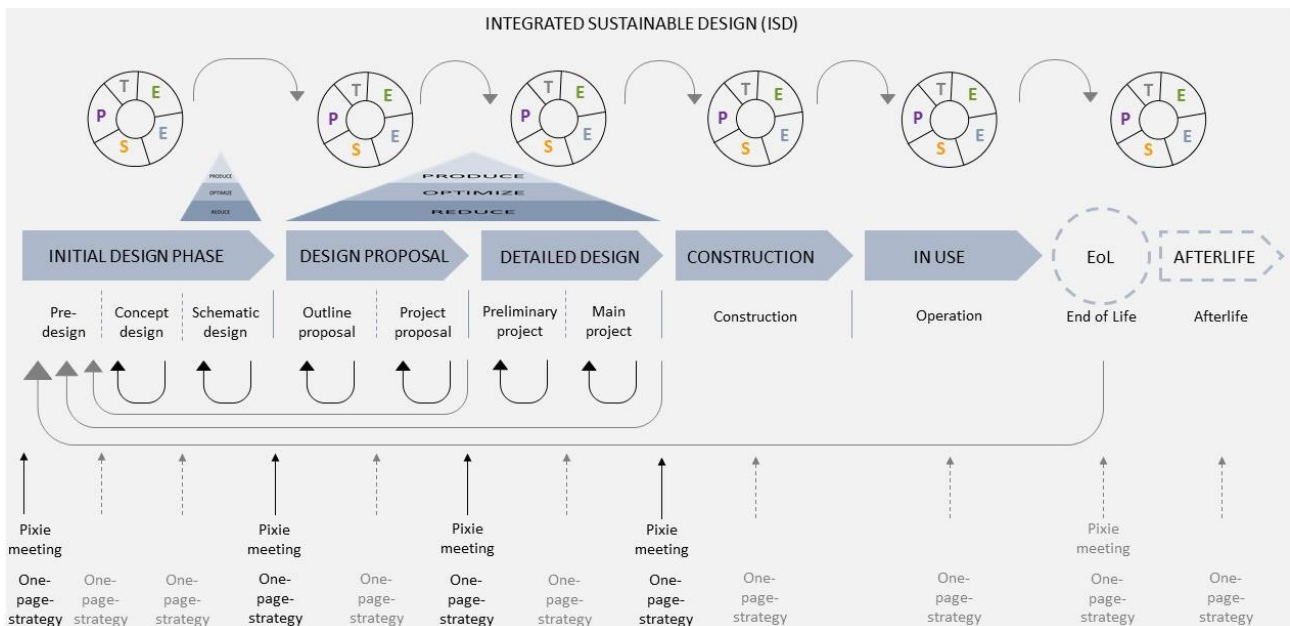 INTEGRATED SUSTAINABLE DESIGN (ISD)
T E E S P
T E E S P
T E E S P
T E E S P
T E E S P
T E E S P
PRODUCE
OPTIMIZE
REDUCE
PRODUCE
OPTIMIZE
REDUCE
INITIAL DESIGN PHASE
DESIGN PROPOSAL
DETAILED DESIGN
CONSTRUCTION
IN USE
EoL
AFTERLIFE
Pre-
design
Concept
design
Schematic
design
Outline
proposal
Project
proposal
Preliminary
project
Main
project
Construction
Operation
End of Life
Afterlife
Pixie
meeting
Pixie
meeting
Pixie
meeting
Pixie
meeting
Pixie
meeting
One-
page-
strategy
One-
page-
strategy
One-
page-
strategy
One-
page-
strategy
One-
page-
strategy
One-
page-
strategy
One-
page-
strategy
One-
page-
strategy
One-
page-
strategy
One-
page-
strategy
One-
page-
strategy
One-
page-
strategy